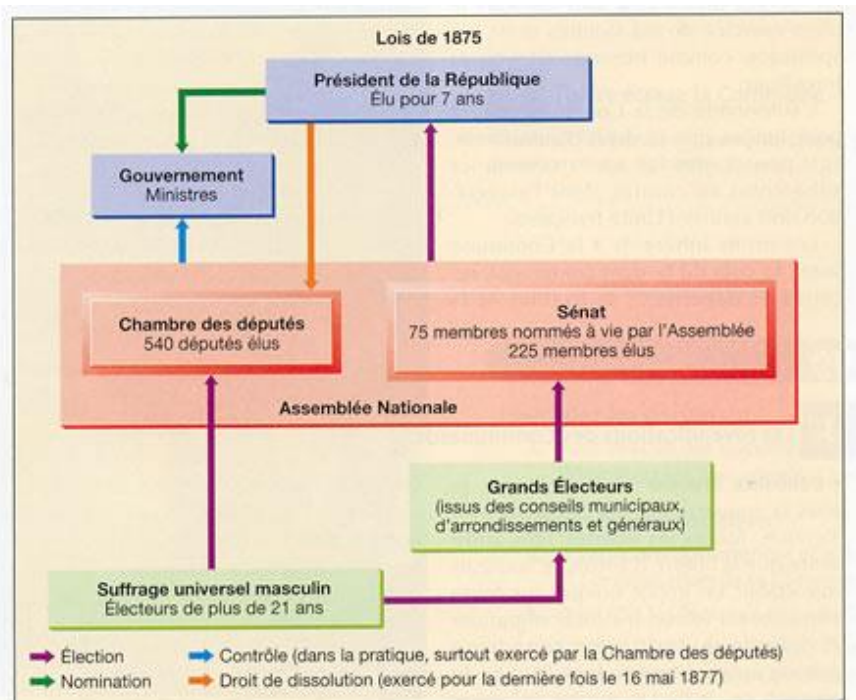 Lois de 1875
Président de la République
Élu pour 7 ans
Gouvernement
Ministres
Chambre des députés
540 députés élus
Sénat
75 membres nommés à vie par l'Assemblée
225 membres élus
Assemblée Nationale
Grands Électeurs
(issus des conseils municipaux,
d'arrondissements et généraux)
Suffrage universel masculin
Électeurs de plus de 21 ans
Élection
Contrôle (dans la pratique, surtout exercé par la Chambre des députés)
Nomination
Droit de dissolution (exercé pour la dernière fois le 16 mai 1877)